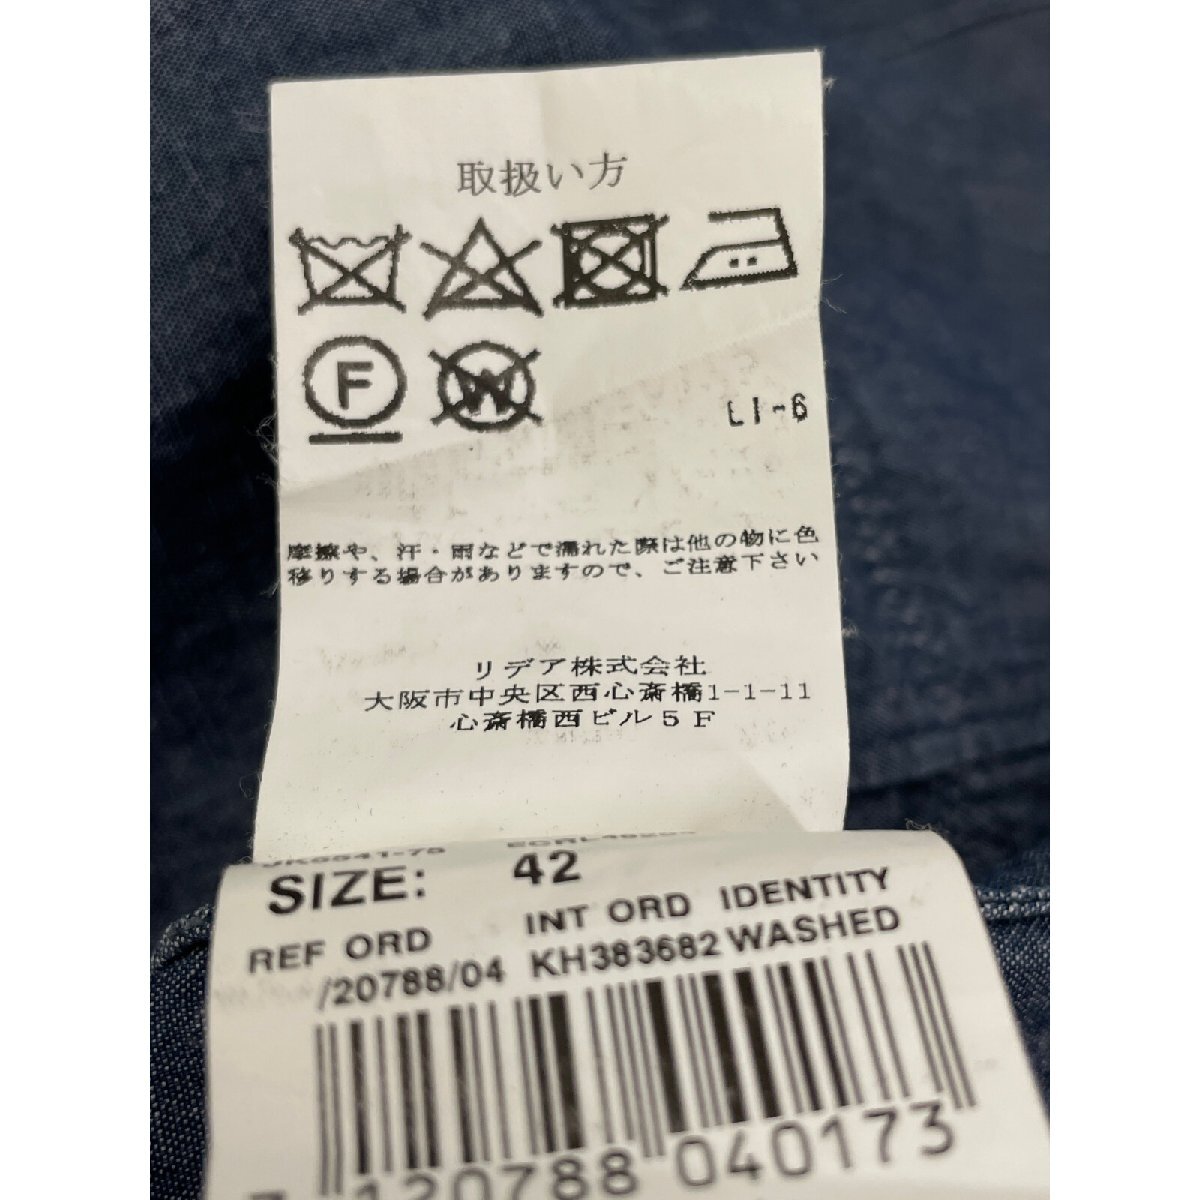 取扱い方
F
W
LI-6
摩擦や、汗・雨などで濡れた際は他の物に色
移りする場合がありますので、ご注意下さい
リデア株式会社
大阪市中央区西心斎橋1-1-11
心斎橋西ビル5F
SIZE: 42
REF ORD INT ORD IDENTITY
/20788/04 KH383682 WASHED
120788 040173